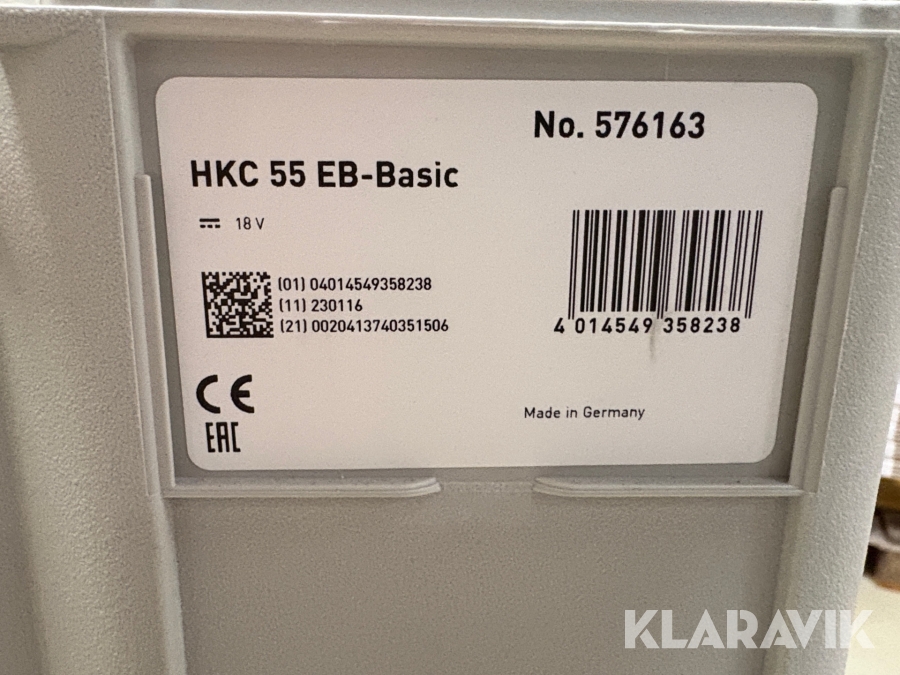 No. 576163
HKC 55 EB-Basic
18 V
(01) 04014549358238
(11) 230116
(21) 0020413740351506
4 014549 358238
CE
EAC
Made in Germany
KLARAVIK